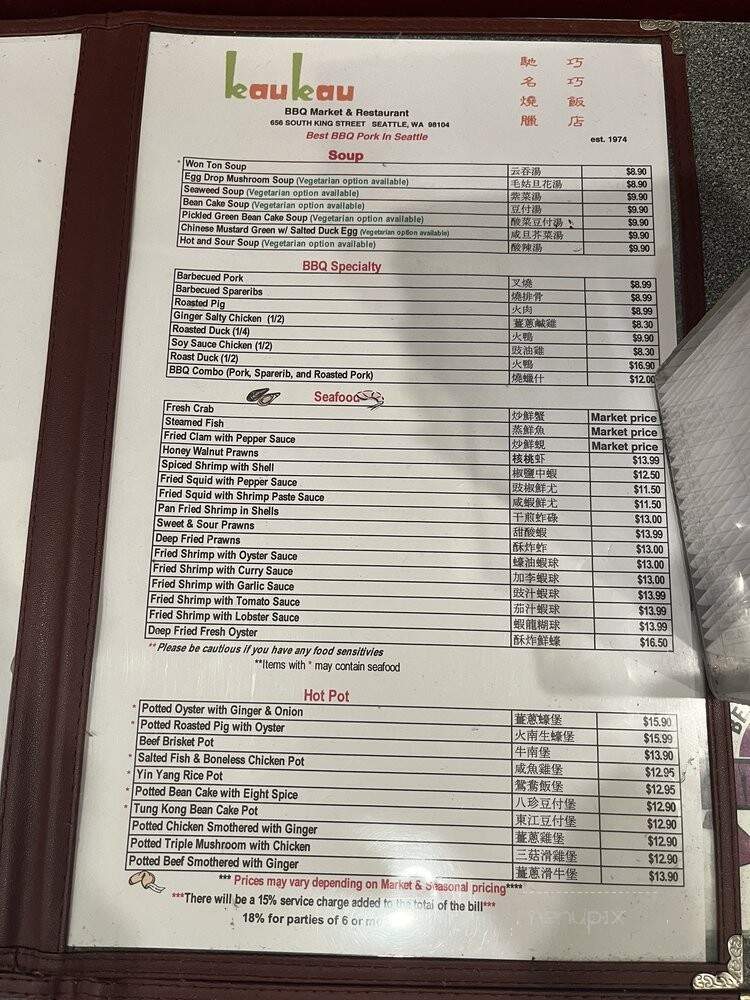 kau kau
BBQ Market & Restaurant
656 SOUTH KING STREET SEATTLE, WA 98104
Best BBQ Pork In Seattle
馳名燒臘
巧巧飯店
est. 1974
Soup
* Won Ton Soup 云吞湯 $8.90
Egg Drop Mushroom Soup (Vegetarian option available) 毛姑旦花湯 $8.90
Seaweed Soup (Vegetarian option available) 紫菜湯 $9.90
Bean Cake Soup (Vegetarian option available) 豆付湯 $9.90
Pickled Green Bean Cake Soup (Vegetarian option available) 酸菜豆付湯 $9.90
Chinese Mustard Green w/ Salted Duck Egg (Vegetarian option available) 咸旦芥菜湯 $9.90
Hot and Sour Soup (Vegetarian option available) 酸辣湯 $9.90
BBQ Specialty
Barbecued Pork 叉燒 $8.99
Barbecued Spareribs 燒排骨 $8.99
Roasted Pig 火肉 $8.99
Ginger Salty Chicken (1/2) 薑蔥鹹雞 $8.30
Roasted Duck (1/4) 火鴨 $9.90
Soy Sauce Chicken (1/2) 豉油雞 $8.30
Roast Duck (1/2) 火鴨 $16.90
BBQ Combo (Pork, Sparerib, and Roasted Pork) 燒蠟什 $12.00
Seafood
Fresh Crab 炒鮮蟹 Market price
Steamed Fish 蒸鮮魚 Market price
Fried Clam with Pepper Sauce 炒鮮蜆 Market price
Honey Walnut Prawns 核桃虾 $13.99
Spiced Shrimp with Shell 椒鹽中蝦 $12.50
Fried Squid with Pepper Sauce 豉椒鮮尤 $11.50
Fried Squid with Shrimp Paste Sauce 咸蝦鮮尤 $11.50
Pan Fried Shrimp in Shells 干煎蚱碌 $13.00
Sweet & Sour Prawns 甜酸蝦 $13.99
Deep Fried Prawns 酥炸蚱 $13.00
Fried Shrimp with Oyster Sauce 蠔油蝦球 $13.00
Fried Shrimp with Curry Sauce 加李蝦球 $13.00
Fried Shrimp with Garlic Sauce 豉汁蝦球 $13.99
Fried Shrimp with Tomato Sauce 茄汁蝦球 $13.99
Fried Shrimp with Lobster Sauce 蝦龍糊球 $13.99
Deep Fried Fresh Oyster 酥炸鮮蠔 $16.50
**Please be cautious if you have any food sensitivies
**Items with * may contain seafood
Hot Pot
* Potted Oyster with Ginger & Onion 薑蔥蠔堡 $15.90
* Potted Roasted Pig with Oyster 火南生蠔堡 $15.99
Beef Brisket Pot 牛南堡 $13.90
* Salted Fish & Boneless Chicken Pot 咸魚雞堡 $12.95
* Yin Yang Rice Pot 鴛鴦飯堡 $12.95
* Potted Bean Cake with Eight Spice 八珍豆付堡 $12.90
* Tung Kong Bean Cake Pot 東江豆付堡 $12.90
Potted Chicken Smothered with Ginger 薑蔥雞堡 $12.90
Potted Triple Mushroom with Chicken 三菇滑雞堡 $12.90
Potted Beef Smothered with Ginger 薑蔥滑牛堡 $13.90
*** Prices may vary depending on Market & Seasonal pricing****
***There will be a 15% service charge added to the total of the bill***
18% for parties of 6 or
menupix